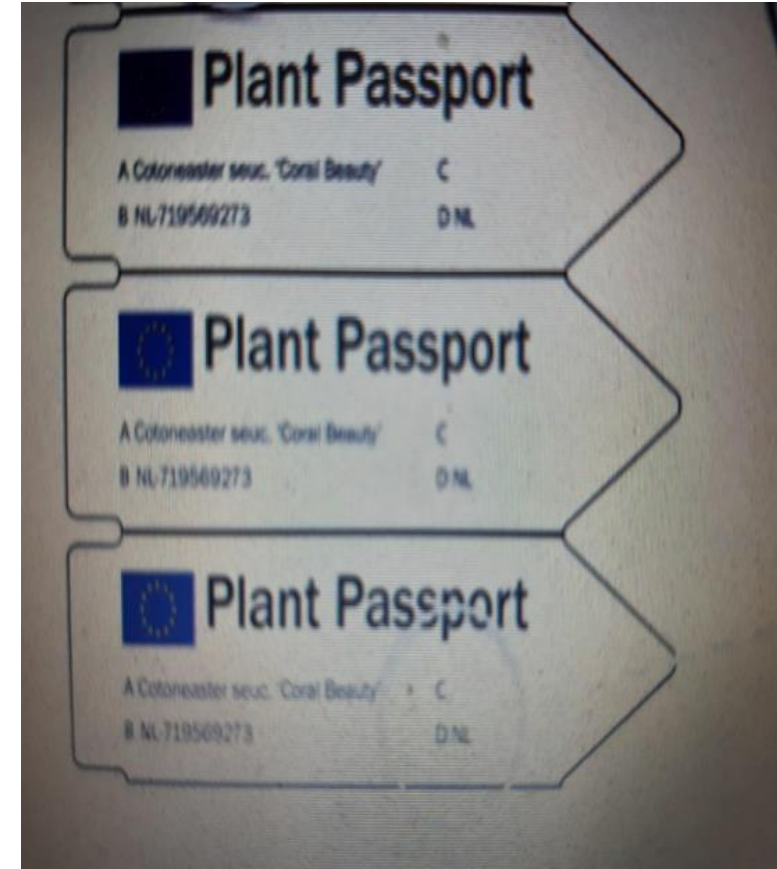 Plant Passport
A Cotoneaster seuc. 'Coral Beauty' C
B NL-719569273 D NL
Plant Passport
A Cotoneaster seuc. 'Coral Beauty' C
B NL-719569273 D NL
Plant Passport
A Cotoneaster seuc. 'Coral Beauty' C
B NL-719569273 D NL